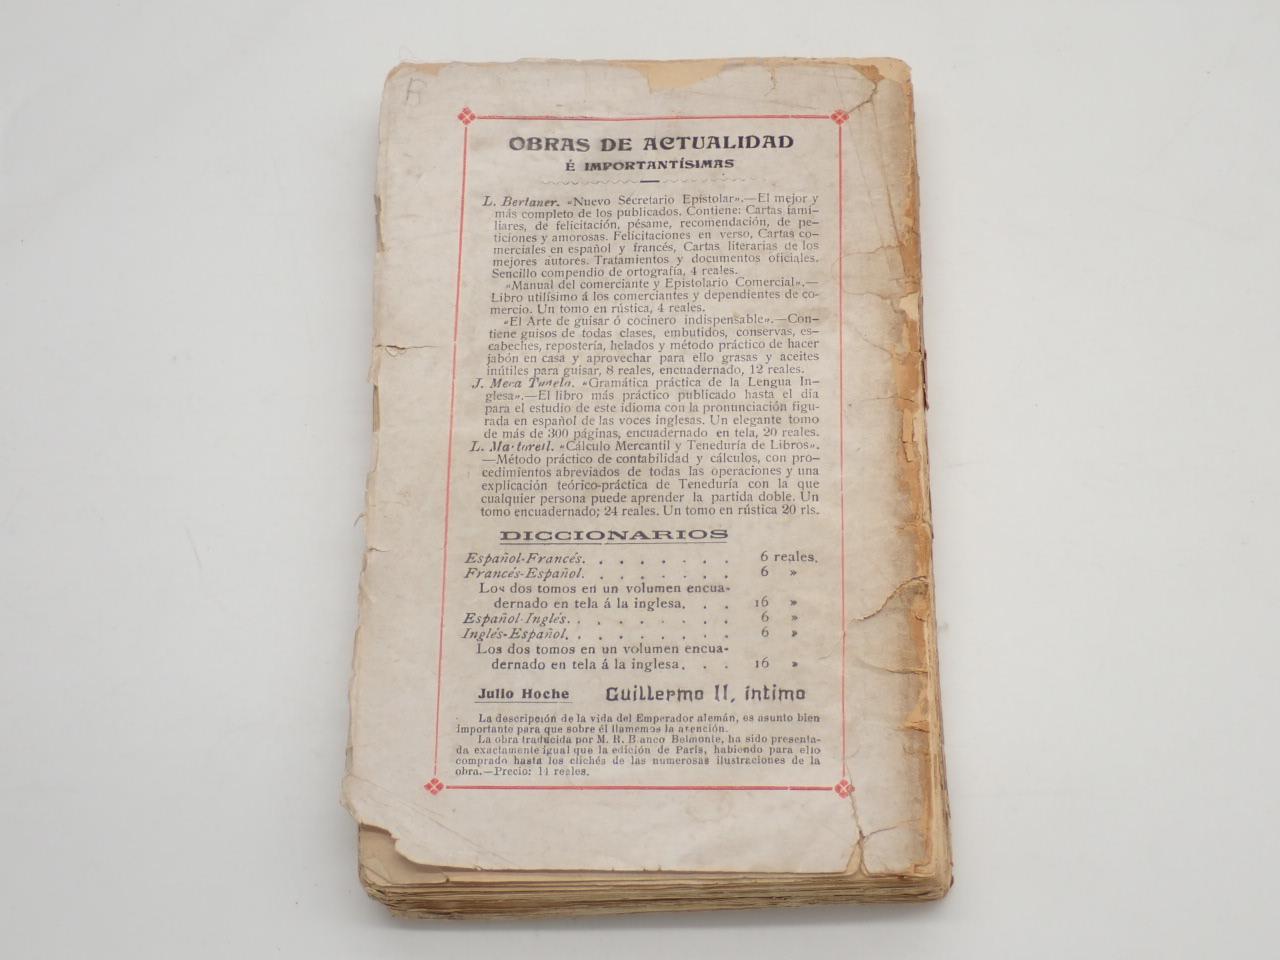 B
OBRAS DE ACTUALIDAD
É IMPORTANTÍSIMAS
L. Bertaner. «Nuevo Secretario Epistolar».—El mejor y
más completo de los publicados. Contiene: Cartas fami-
liares, de felicitación, pésame, recomendación, de pe-
ticiones y amorosas. Felicitaciones en verso, Cartas co-
merciales en español y francés, Cartas literarias de los
mejores autores. Tratamientos y documentos oficiales.
Sencillo compendio de ortografía, 4 reales.
«Manual del comerciante y Epistolario Comercial».—
Libro utilísimo á los comerciantes y dependientes de co-
mercio. Un tomo en rústica, 4 reales.
«El Arte de guisar ó cocinero indispensable».—Con-
tiene guisos de todas clases, embutidos, conservas, es-
cabeches, repostería, helados y método práctico de hacer
jabón en casa y aprovechar para ello grasas y aceites
inútiles para guisar, 8 reales, encuadernado, 12 reales.
J. Mera «Gramática práctica de la Lengua In-
glesa».—El libro más práctico publicado hasta el día
para el estudio de este idioma con la pronunciación figu-
rada en español de las voces inglesas. Un elegante tomo
de más de 300 páginas, encuadernado en tela, 20 reales.
L. «Cálculo Mercantil y Teneduría de Libros».
—Método práctico de contabilidad y cálculos, con pro-
cedimientos abreviados de todas las operaciones y una
explicación teórico-práctica de Teneduría con la que
cualquier persona puede aprender la partida doble. Un
tomo encuadernado; 24 reales. Un tomo en rústica 20 rls.
DICCIONARIOS
Español-Francés. . . . . . . . 6 reales.
Francés-Español. . . . . . . . 6 »
Los dos tomos en un volumen encua-
dernado en tela á la inglesa. . . 16 »
Español-Inglés. . . . . . . . . 6 »
Inglés-Español. . . . . . . . . 6 »
Los dos tomos en un volumen encua-
dernado en tela á la inglesa. . . 16 »
Julio Hoche Guillermo II, íntimo
La descripción de la vida del Emperador alemán, es asunto bien
importante para que sobre él llamemos la atención.
La obra traducida por M. R. Blanco Belmonte, ha sido presenta-
da exactamente igual que la edición de París, habiendo para ello
comprado hasta los clichés de las numerosas ilustraciones de la
obra.—Precio: 14 reales.